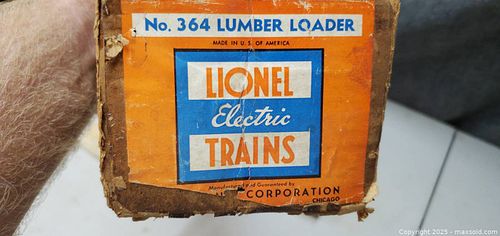 No. 364 LUMBER LOADER
MADE IN U. S. OF AMERICA
LIONEL
Electric
TRAINS
Manufactured and Guaranteed by
CORPORATION
CHICAGO
Copyright 2025 - maxsold.com